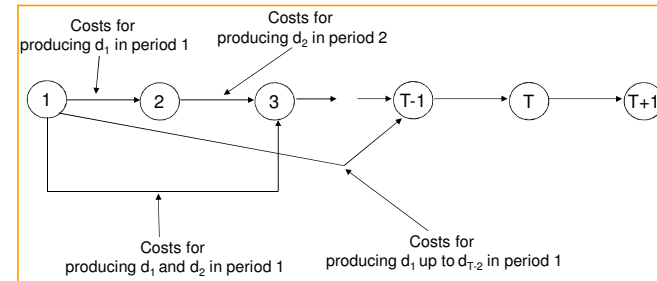 Costs for
producing d₁ in period 1
Costs for
producing d₂ in period 2
1
2
3
T-1
T
T+1
Costs for
producing d₁ and d₂ in period 1
Costs for
producing d₁ up to d_T-2 in period 1